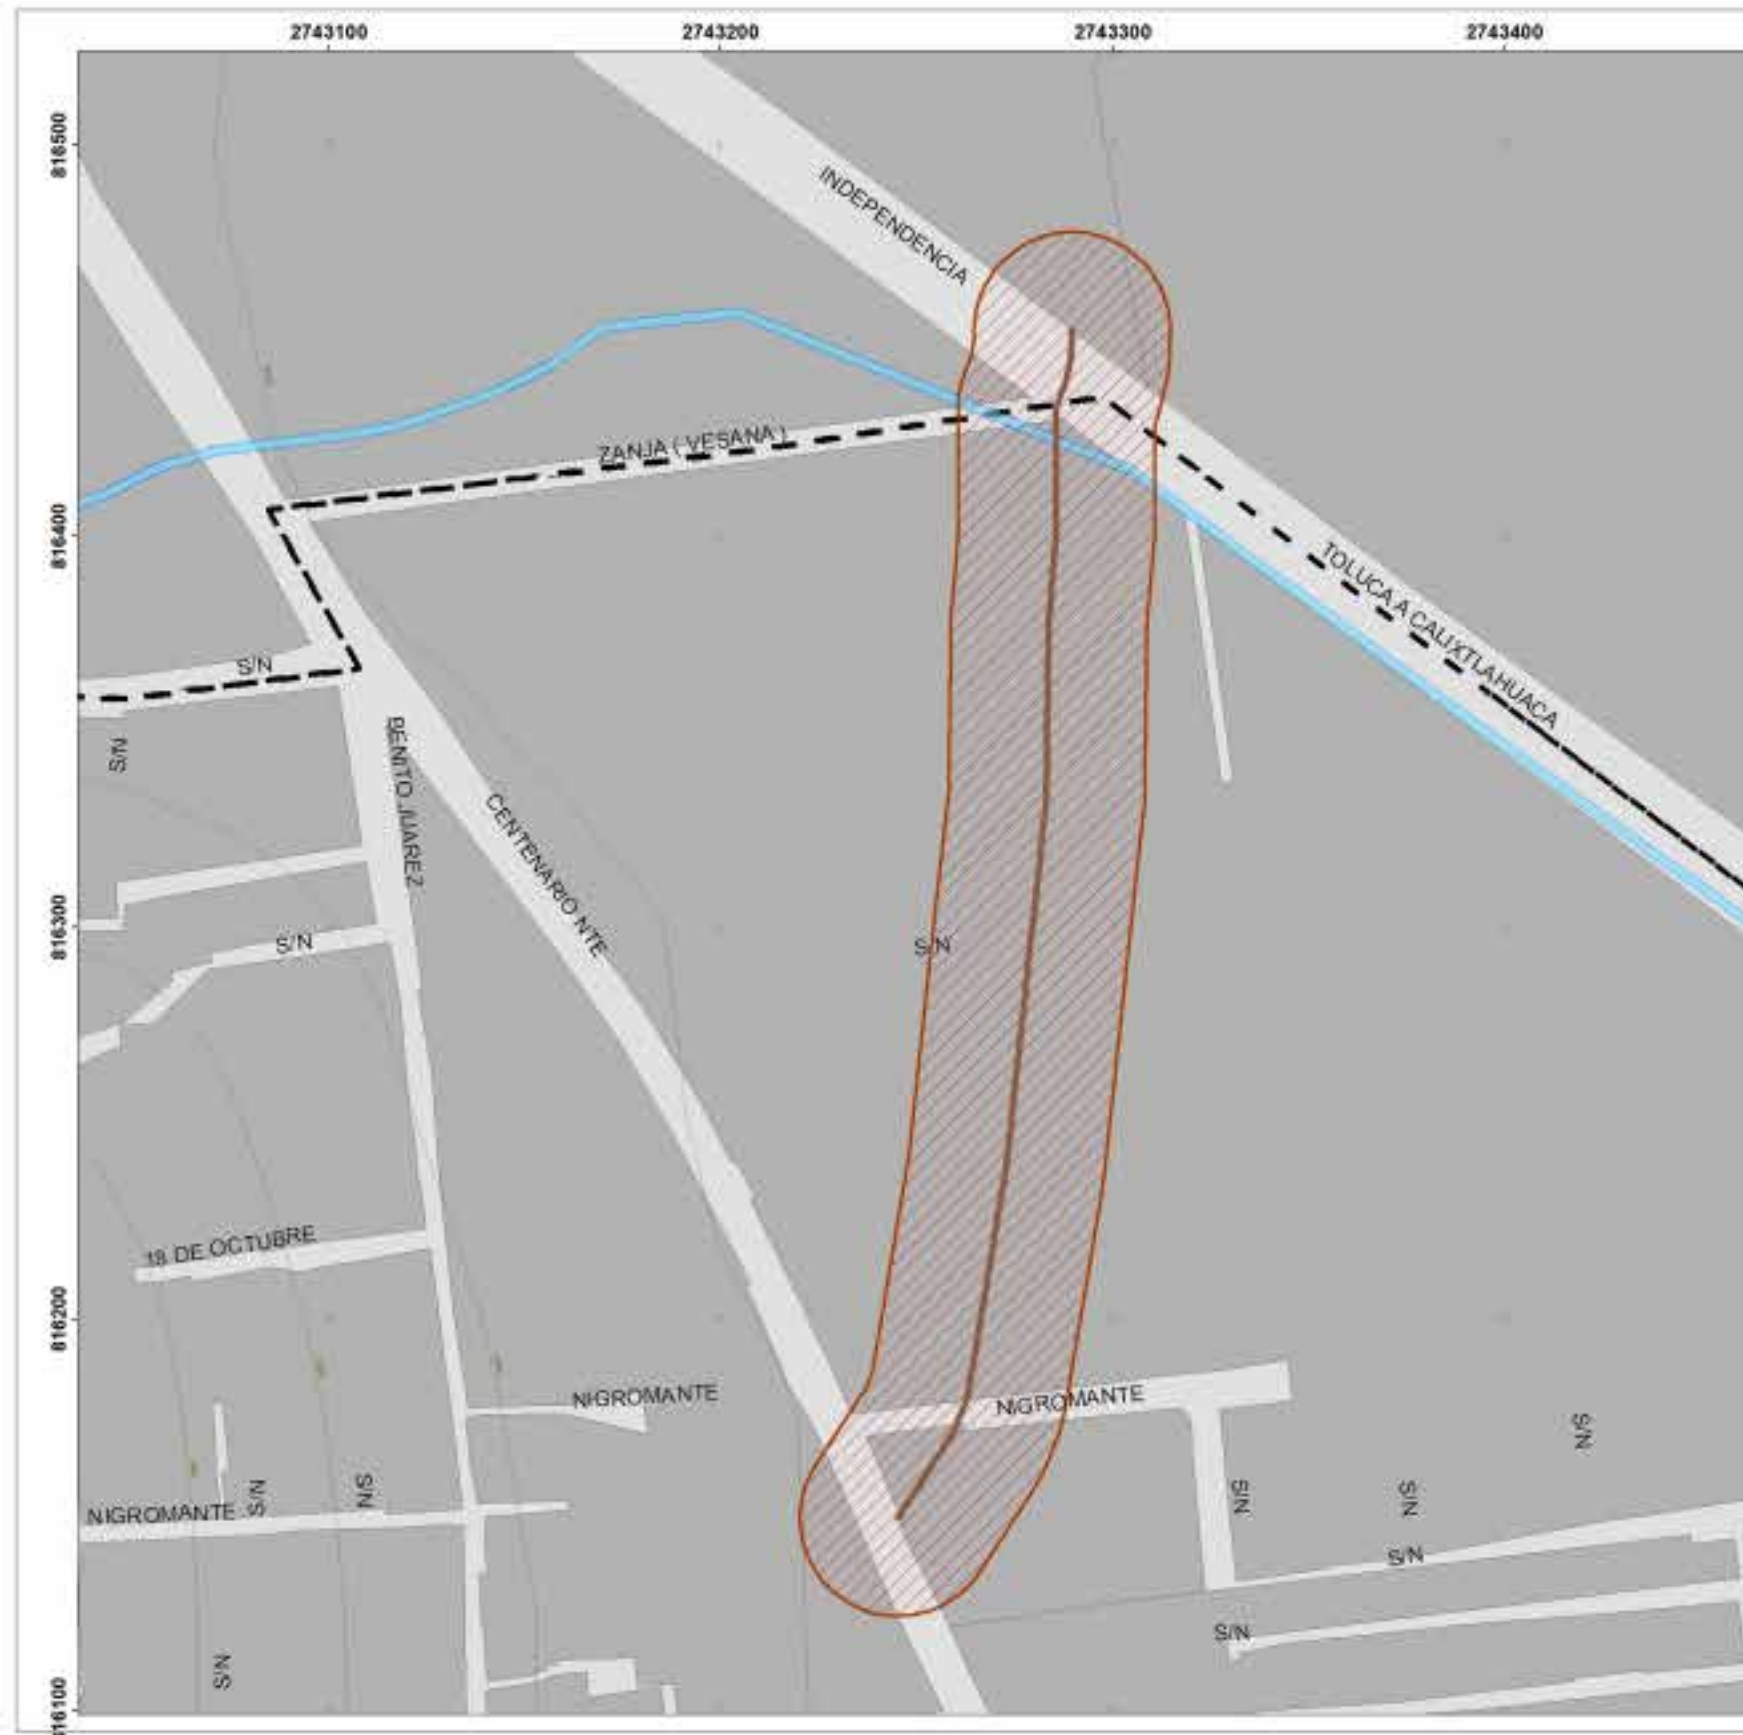 2743100
2743200
2743300
2743400
816500
INDEPENDENCIA
ZANJA ( VESANA )
816400
TOLUCA A CALIXTLAHUACA
S/N
S/N
BENITO JUAREZ
CENTENARIO NTE
816300
S/N
S/N
18 DE OCTUBRE
816200
NIGROMANTE
NIGROMANTE
S/N
NIGROMANTE
S/N
S/N
S/N
S/N
S/N
S/N
S/N
816100